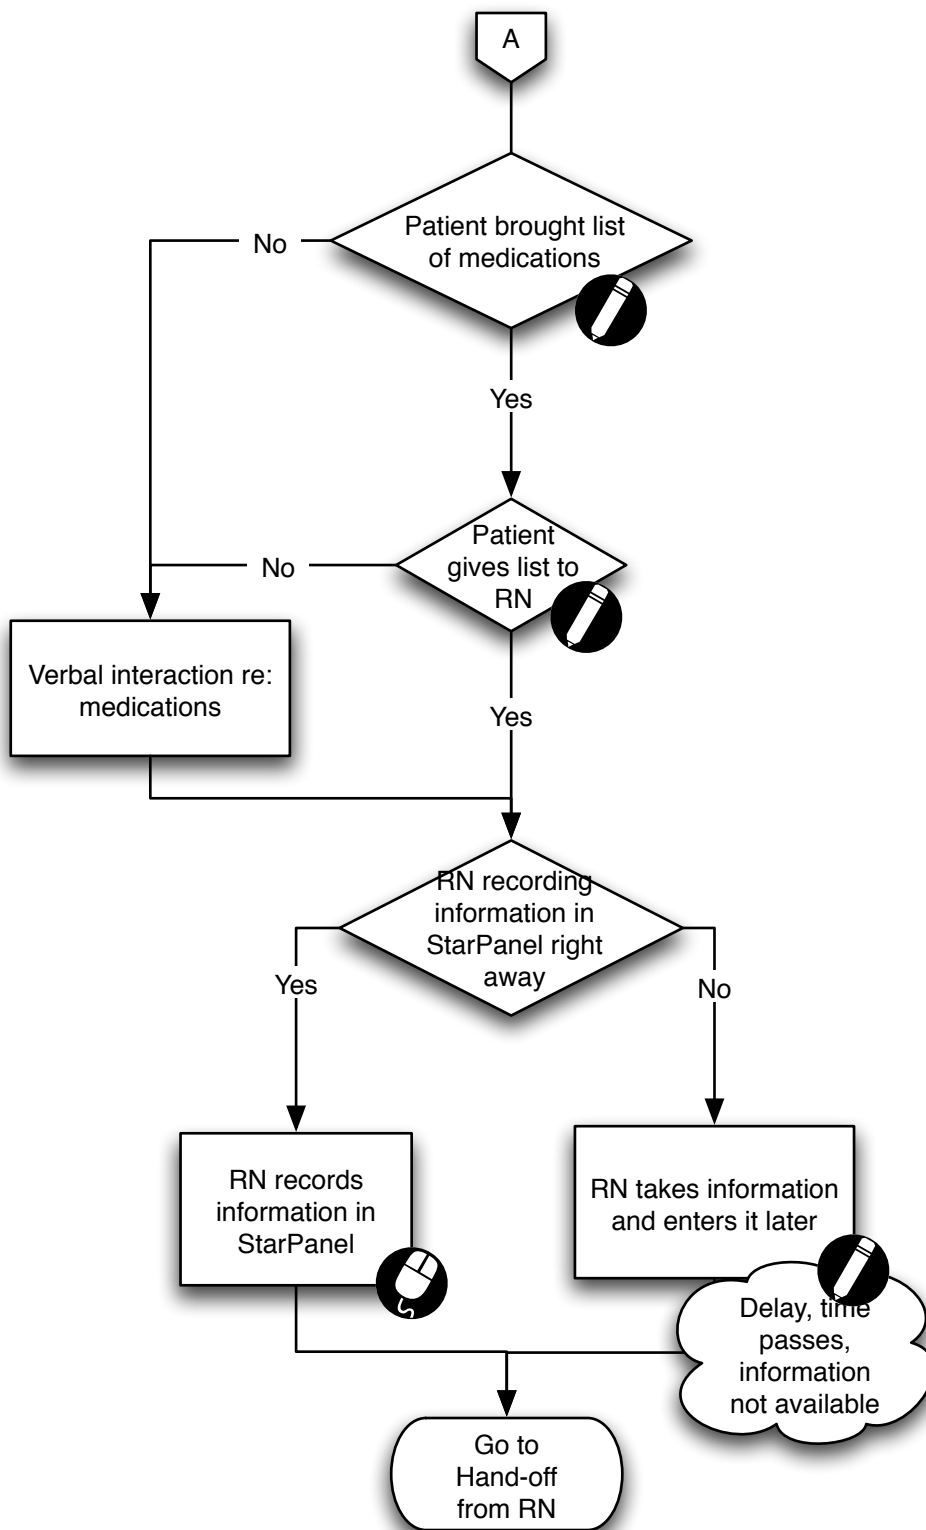 A
Patient brought list
of medications
No
Yes
Patient
gives list to
RN
No
Verbal interaction re:
medications
Yes
RN recording
information in
StarPanel right
away
Yes
No
RN records
information in
StarPanel
RN takes information
and enters it later
Delay, time
passes,
information
not available
Go to
Hand-off
from RN